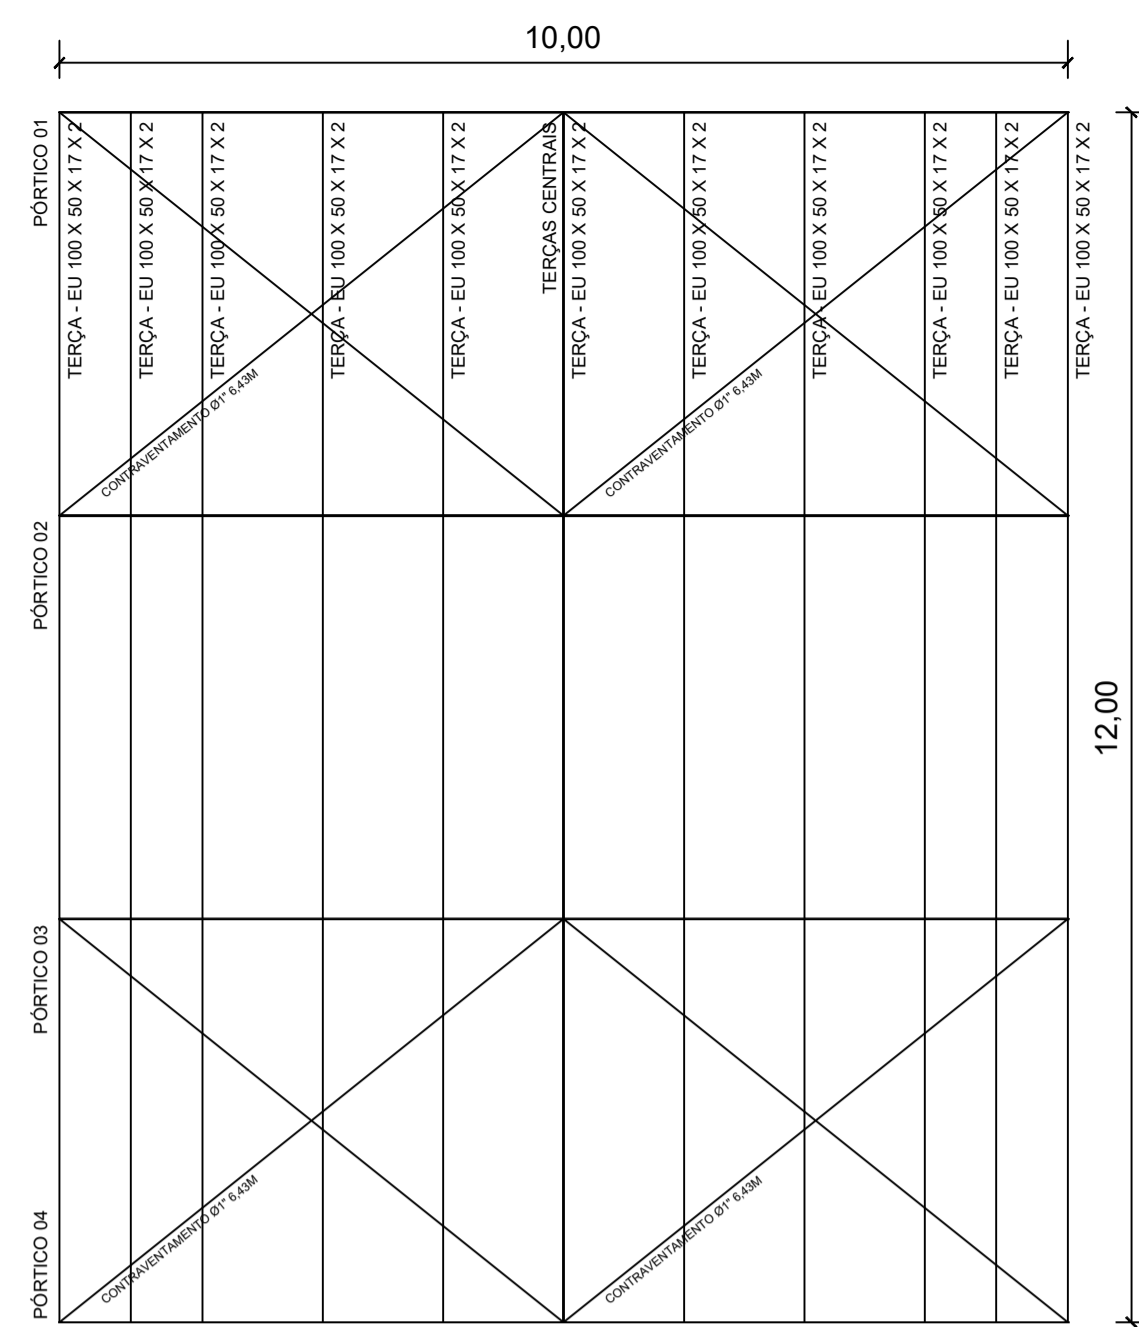 10,00
PÓRTICO 01
TERÇA - EU 100 X 50 X 17 X 2
TERÇA - EU 100 X 50 X 17 X 2
TERÇA - EU 100 X 50 X 17 X 2
TERÇA - EU 100 X 50 X 17 X 2
TERÇA - EU 100 X 50 X 17 X 2
TERÇAS CENTRAIS
TERÇA - EU 100 X 50 X 17 X 2
TERÇA - EU 100 X 50 X 17 X 2
TERÇA - EU 100 X 50 X 17 X 2
TERÇA - EU 100 X 50 X 17 X 2
TERÇA - EU 100 X 50 X 17 X 2
TERÇA - EU 100 X 50 X 17 X 2
CONTRAVENTAMENTO Ø1" 6,43M
CONTRAVENTAMENTO Ø1" 6,43M
PÓRTICO 02
12,00
PÓRTICO 03
CONTRAVENTAMENTO Ø1" 6,43M
CONTRAVENTAMENTO Ø1" 6,43M
PÓRTICO 04